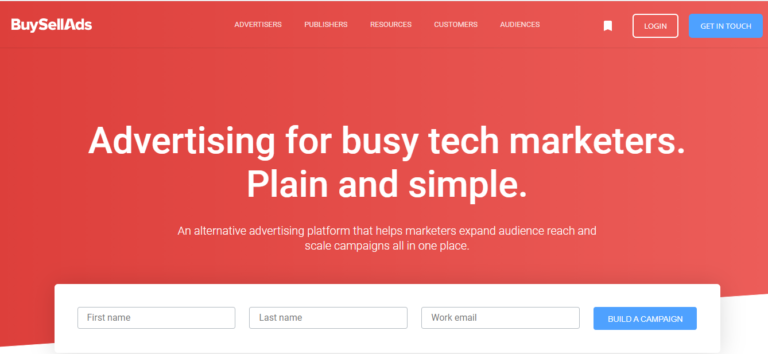 BuySellAds
ADVERTISERS PUBLISHERS RESOURCES CUSTOMERS AUDIENCES
LOGIN
GET IN TOUCH
Advertising for busy tech marketers.
Plain and simple.
An alternative advertising platform that helps marketers expand audience reach and
scale campaigns all in one place.
First name
Last name
Work email
BUILD A CAMPAIGN